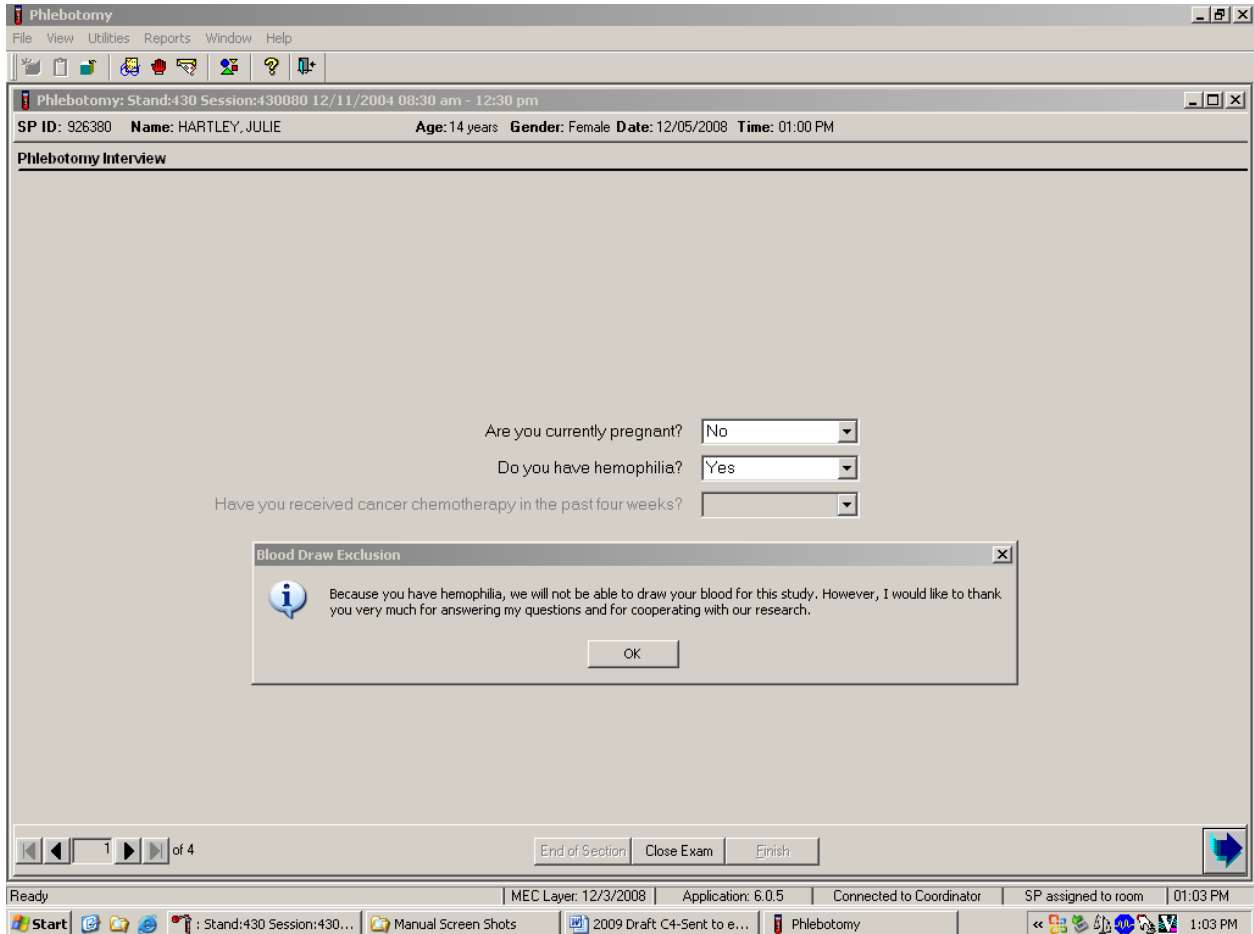 Phlebotomy
File View Utilities Reports Window Help
Phlebotomy: Stand:430 Session:430080 12/11/2004 08:30 am - 12:30 pm
SP ID: 926380 Name: HARTLEY, JULIE Age: 14 years Gender: Female Date: 12/05/2008 Time: 01:00 PM
Phlebotomy Interview
Are you currently pregnant? No
Do you have hemophilia? Yes
Have you received cancer chemotherapy in the past four weeks?
Blood Draw Exclusion
Because you have hemophilia, we will not be able to draw your blood for this study. However, I would like to thank
you very much for answering my questions and for cooperating with our research.
OK
1 of 4 End of Section Close Exam Finish
Ready MEC Layer: 12/3/2008 Application: 6.0.5 Connected to Coordinator SP assigned to room 01:03 PM
Start : Stand:430 Session:430... Manual Screen Shots 2009 Draft C4-Sent to e... Phlebotomy « 1:03 PM